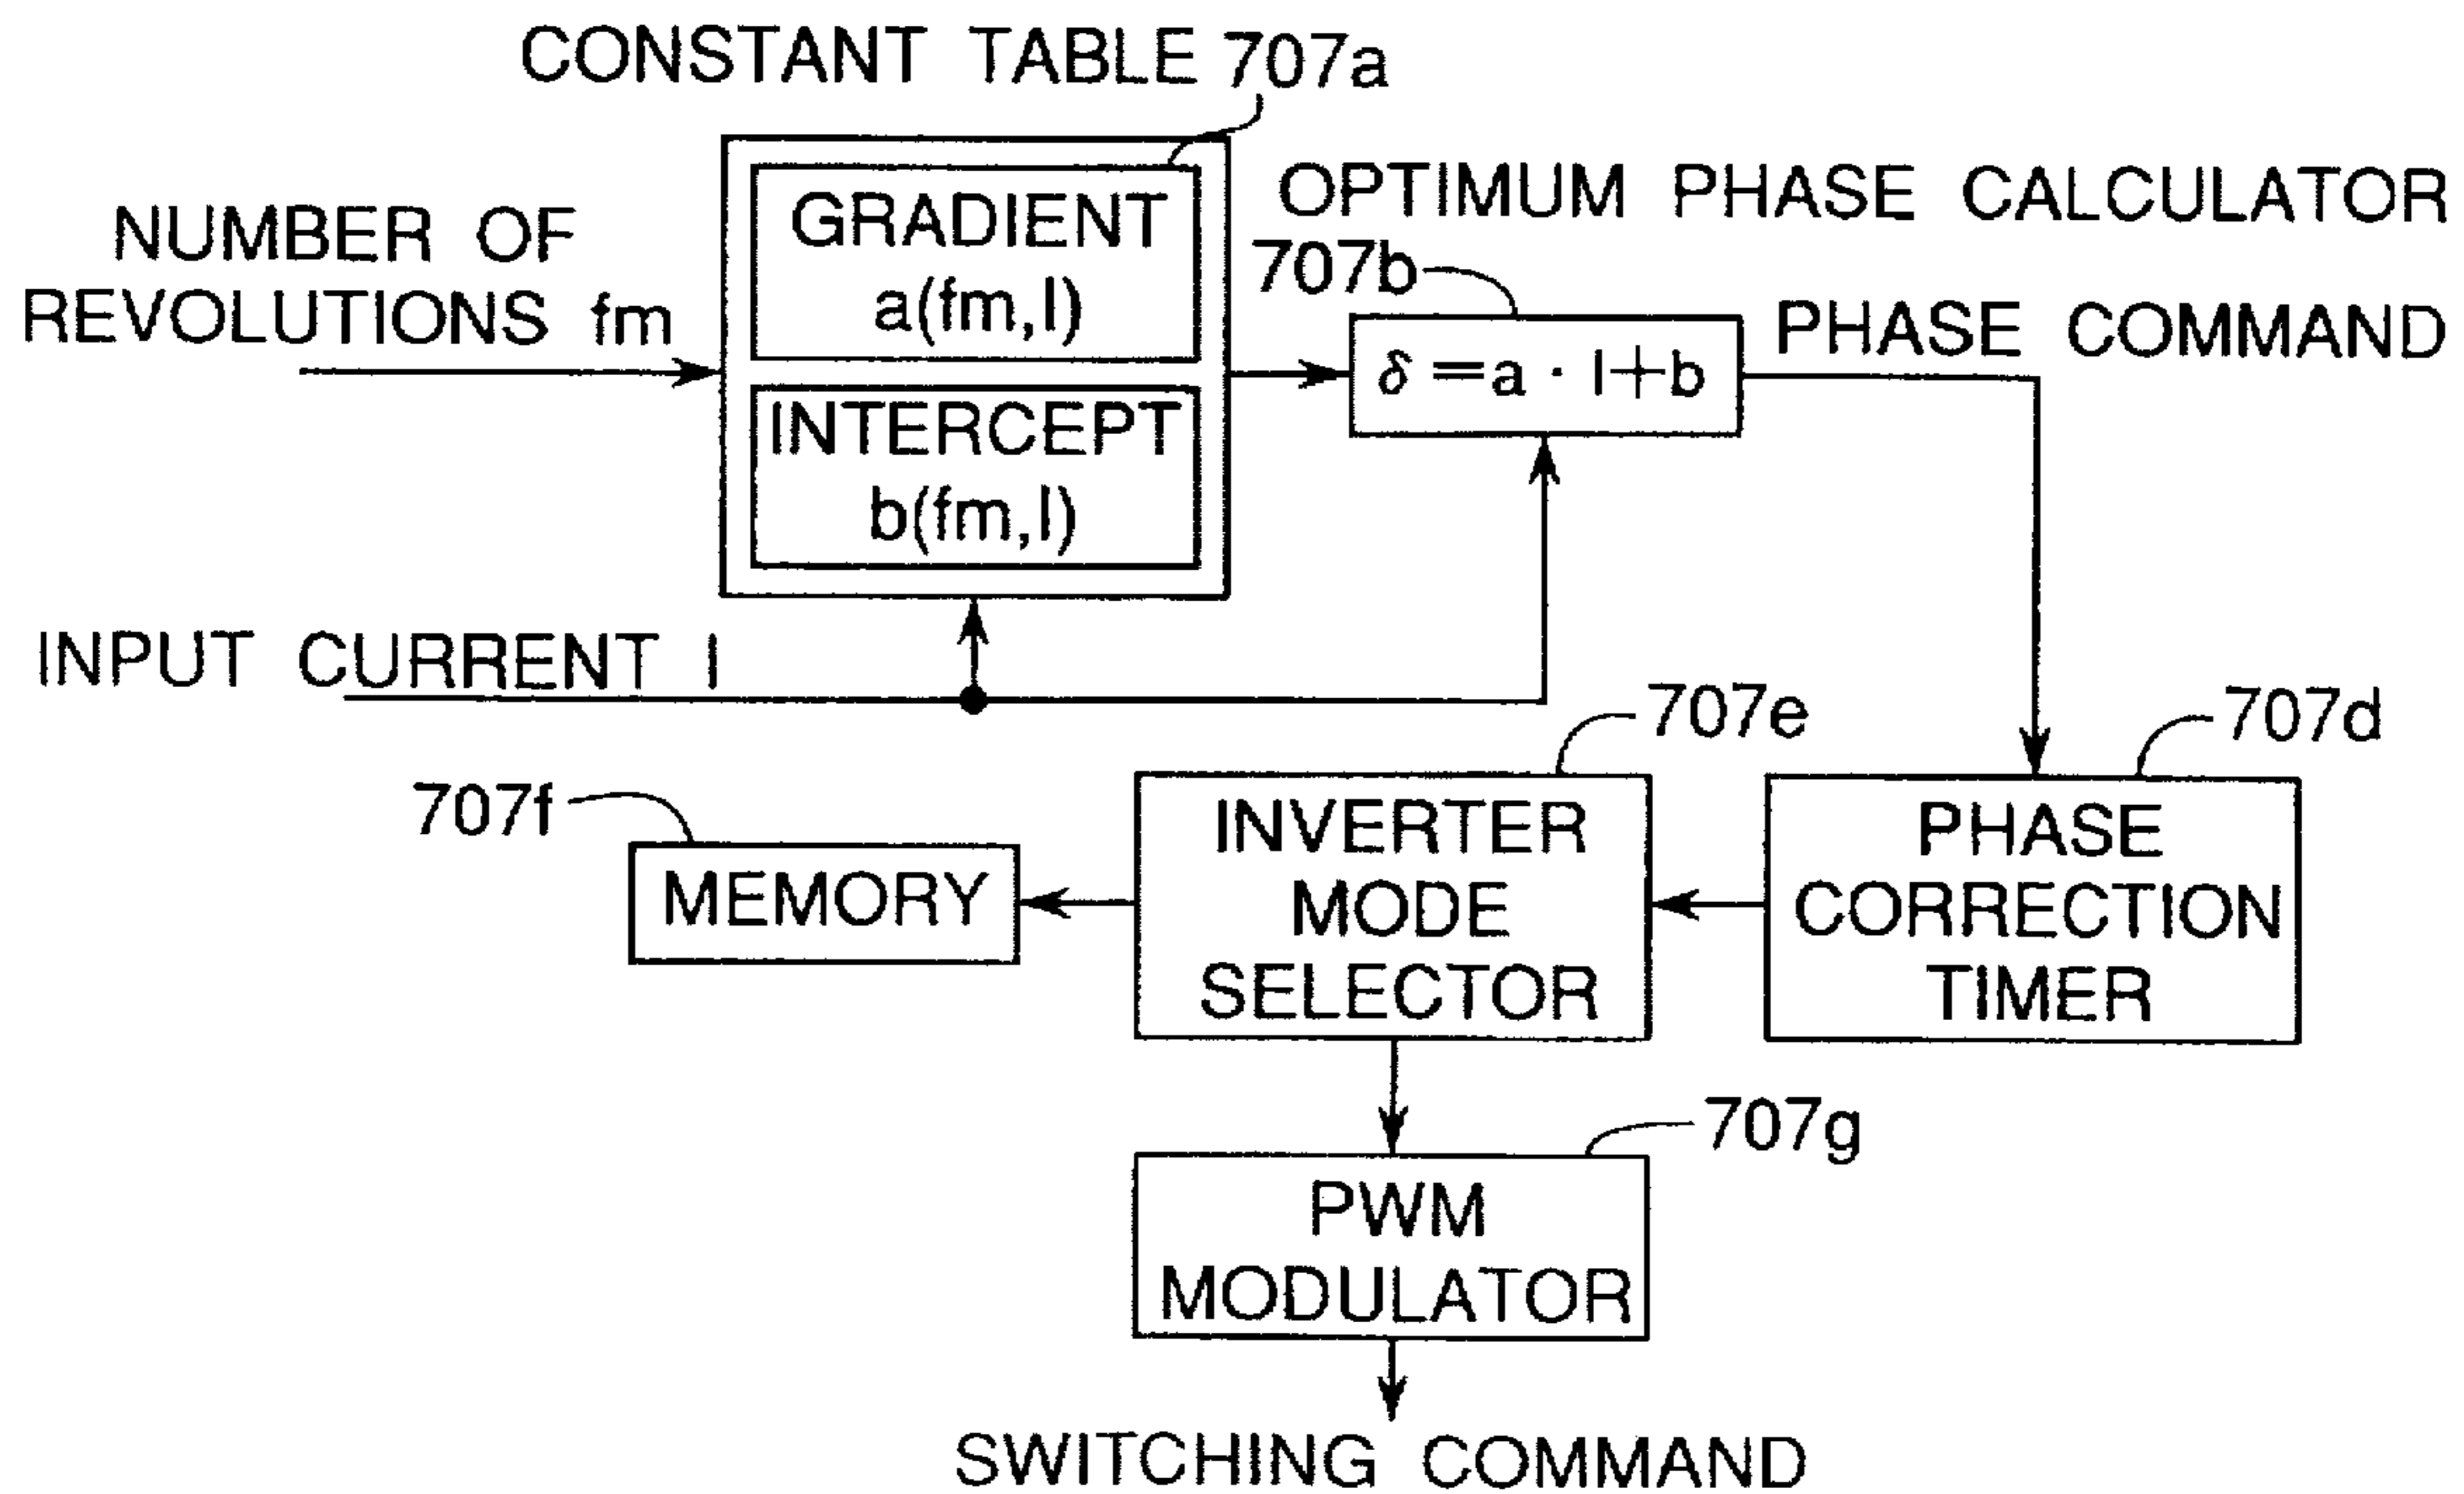 CONSTANT TABLE 707a
NUMBER OF
REVOLUTIONS fm
GRADIENT
a(fm,I)
INTERCEPT
b(fm,I)
OPTIMUM PHASE CALCULATOR
707b
δ=a・I+b
PHASE COMMAND
INPUT CURRENT I
707e
707d
707f
MEMORY
INVERTER
MODE
SELECTOR
PHASE
CORRECTION
TIMER
707g
PWM
MODULATOR
SWITCHING COMMAND